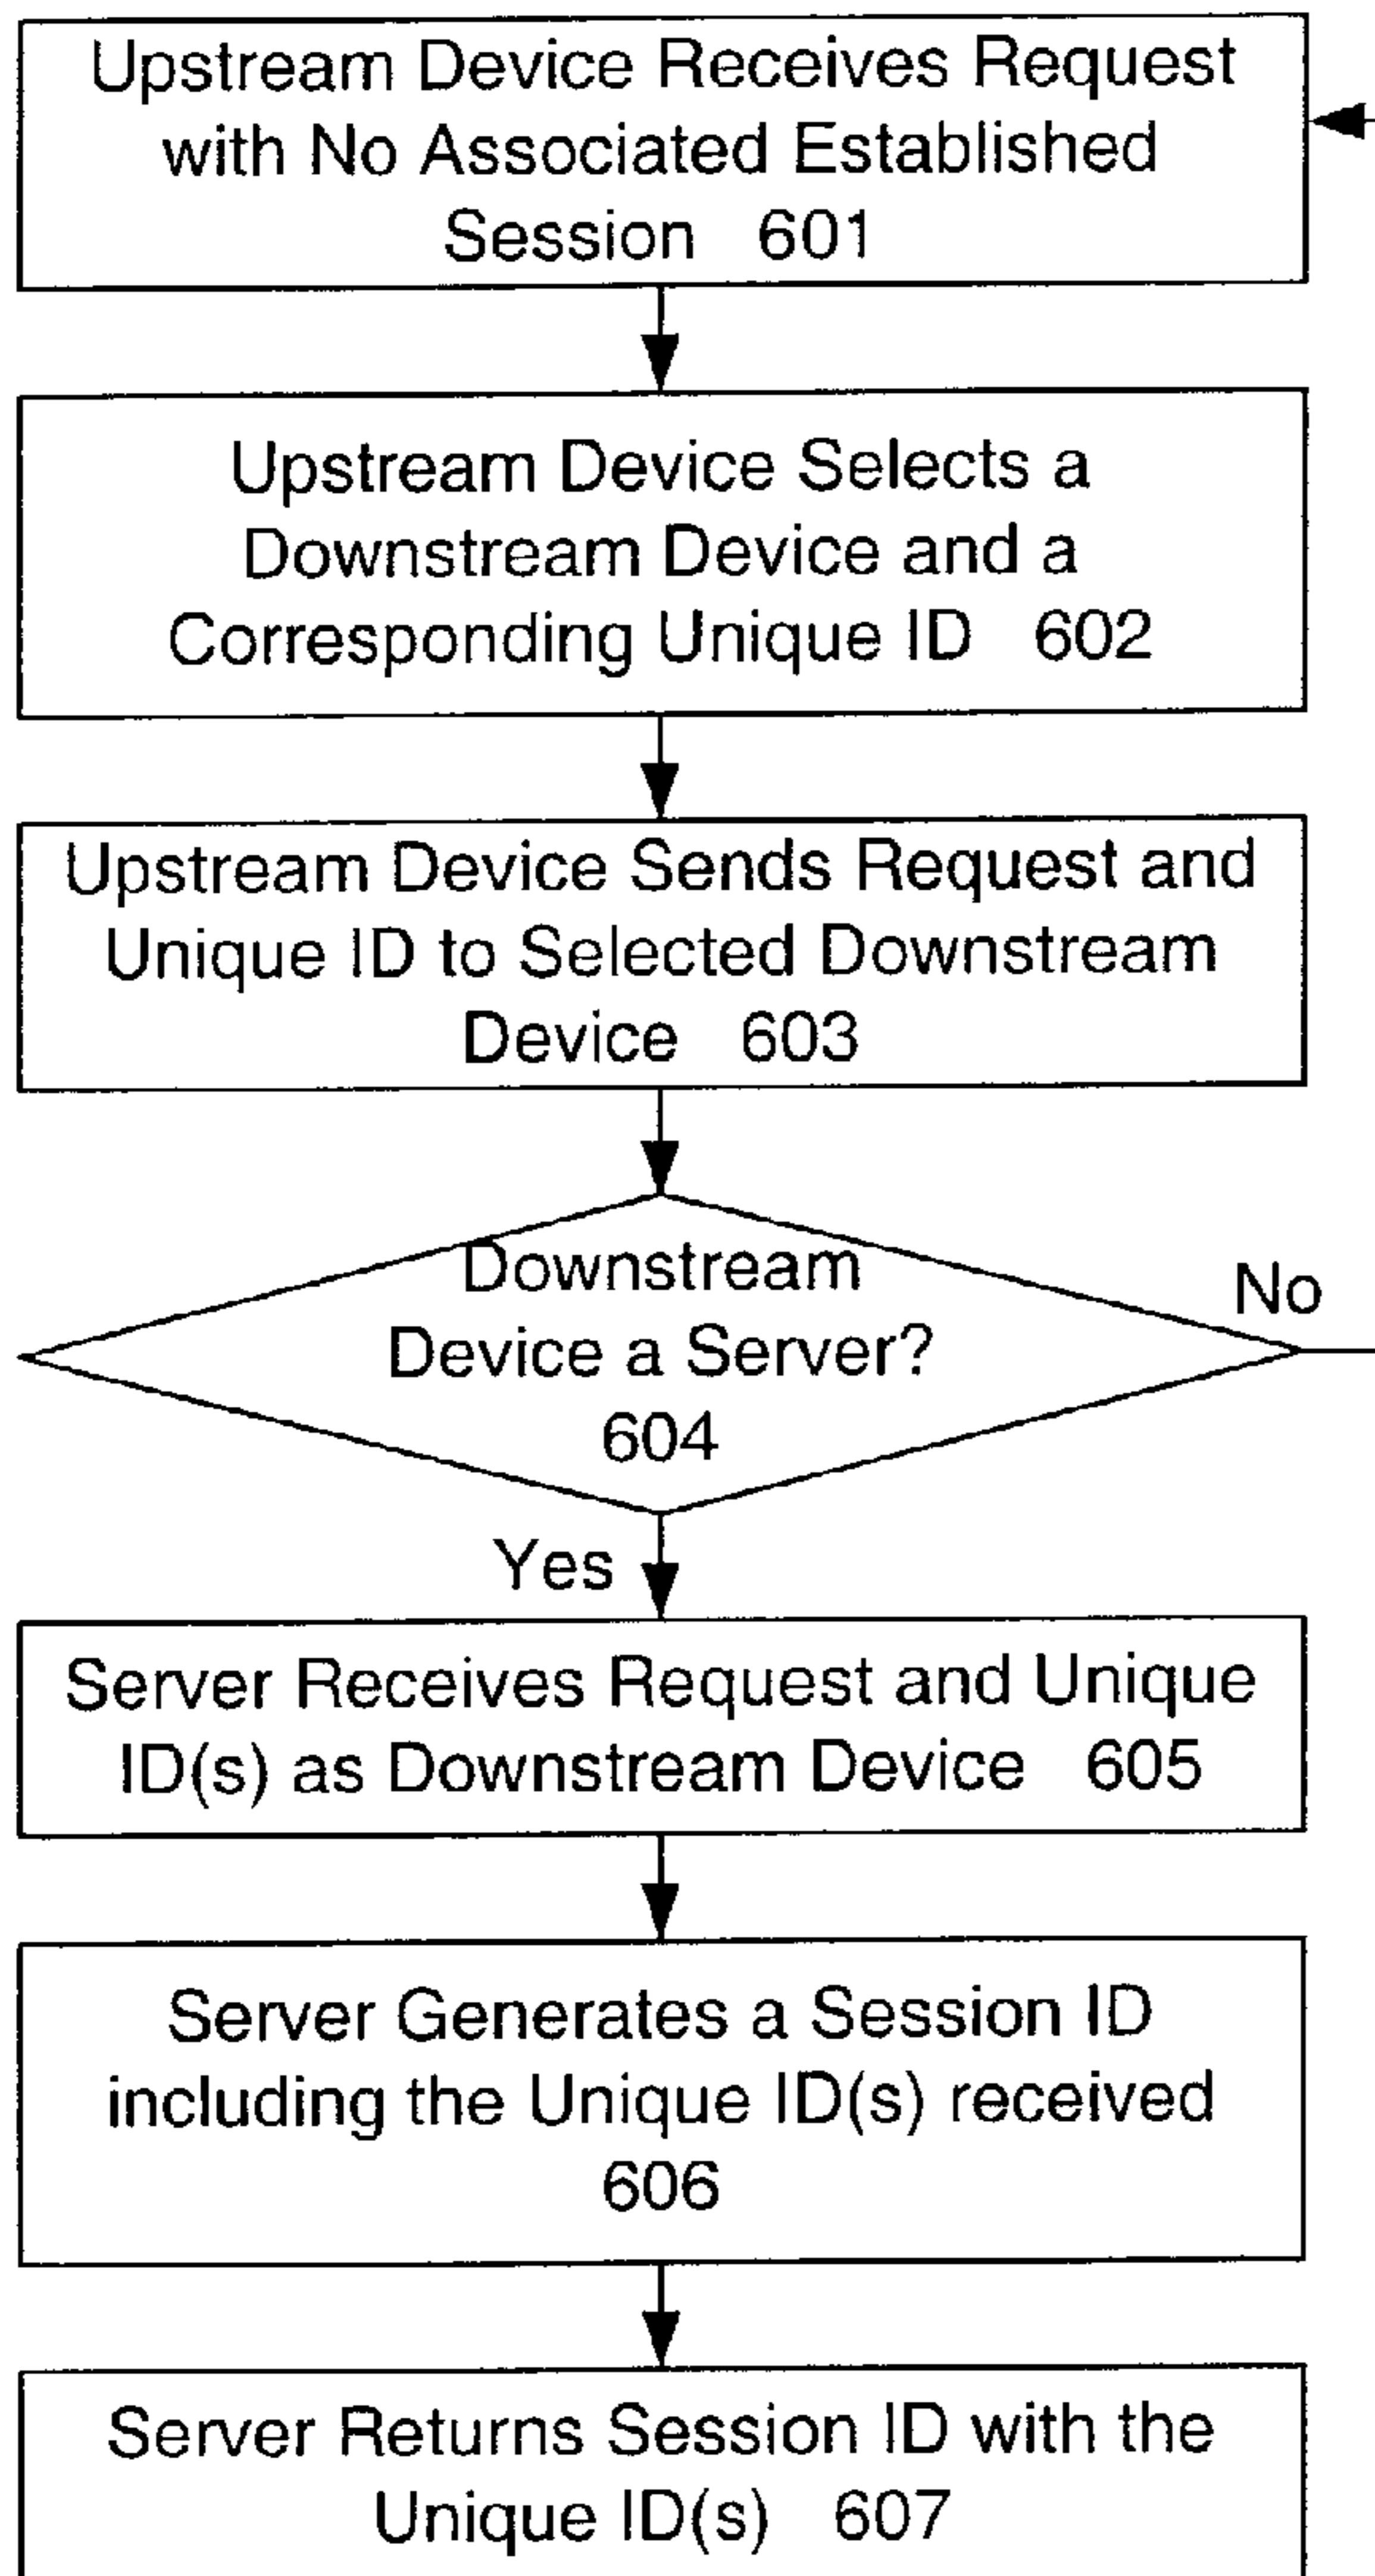 Upstream Device Receives Request
with No Associated Established
Session 601
Upstream Device Selects a
Downstream Device and a
Corresponding Unique ID 602
Upstream Device Sends Request and
Unique ID to Selected Downstream
Device 603
Downstream
Device a Server?
604
No
Yes
Server Receives Request and Unique
ID(s) as Downstream Device 605
Server Generates a Session ID
including the Unique ID(s) received
606
Server Returns Session ID with the
Unique ID(s) 607